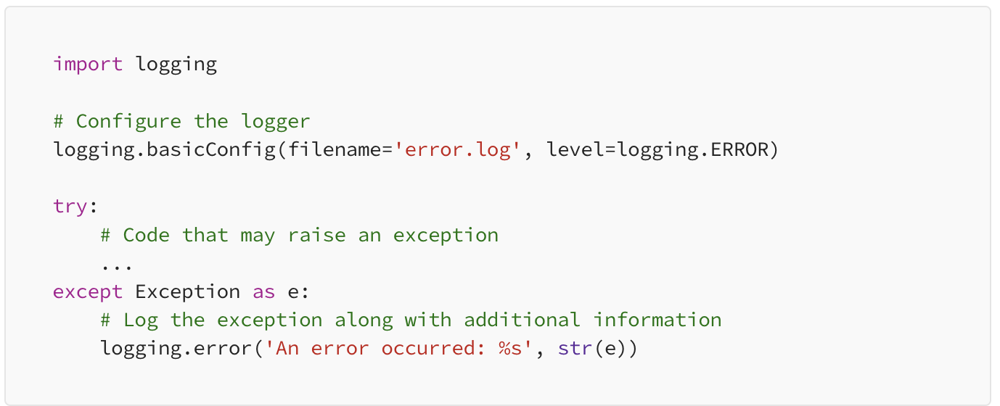 import logging

# Configure the logger
logging.basicConfig(filename='error.log', level=logging.ERROR)

try:
    # Code that may raise an exception
    ...
except Exception as e:
    # Log the exception along with additional information
    logging.error('An error occurred: %s', str(e))